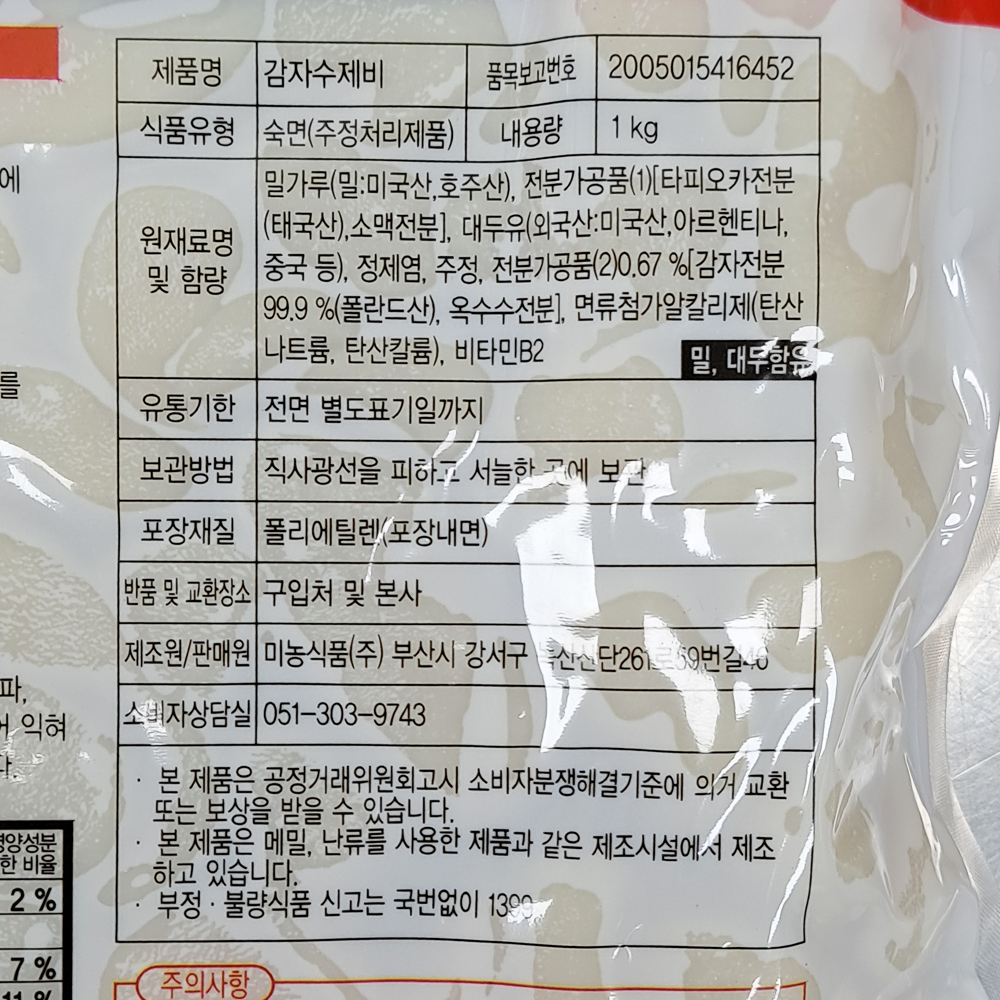 제품명 감자수제비 품목보고번호 2005015416452
식품유형 숙면(주정처리제품) 내용량 1 kg
에
원재료명
및 함량
밀가루(밀:미국산,호주산), 전분가공품(1)[타피오카전분
(태국산),소맥전분], 대두유(외국산:미국산,아르헨티나,
중국 등), 정제염, 주정, 전분가공품(2)0.67 %[감자전분
99.9 %(폴란드산), 옥수수전분], 면류첨가알칼리제(탄산
나트륨, 탄산칼륨), 비타민B2
밀, 대두함유
를
유통기한 전면 별도표기일까지
보관방법 직사광선을 피하고 서늘한 곳에 보관
포장재질 폴리에틸렌(포장내면)
반품 및 교환장소 구입처 및 본사
제조원/판매원 미농식품(주) 부산시 강서구
파,
소비자상담실 051-303-9743
익혀
다.
· 본 제품은 공정거래위원회고시 소비자분쟁해결기준에 의거 교환
또는 보상을 받을 수 있습니다.
· 본 제품은 메밀, 난류를 사용한 제품과 같은 제조시설에서 제조
하고 있습니다.
· 부정 · 불량식품 신고는 국번없이 1399
영양성분
한 비율
2 %
7 %
11 %
주의사항